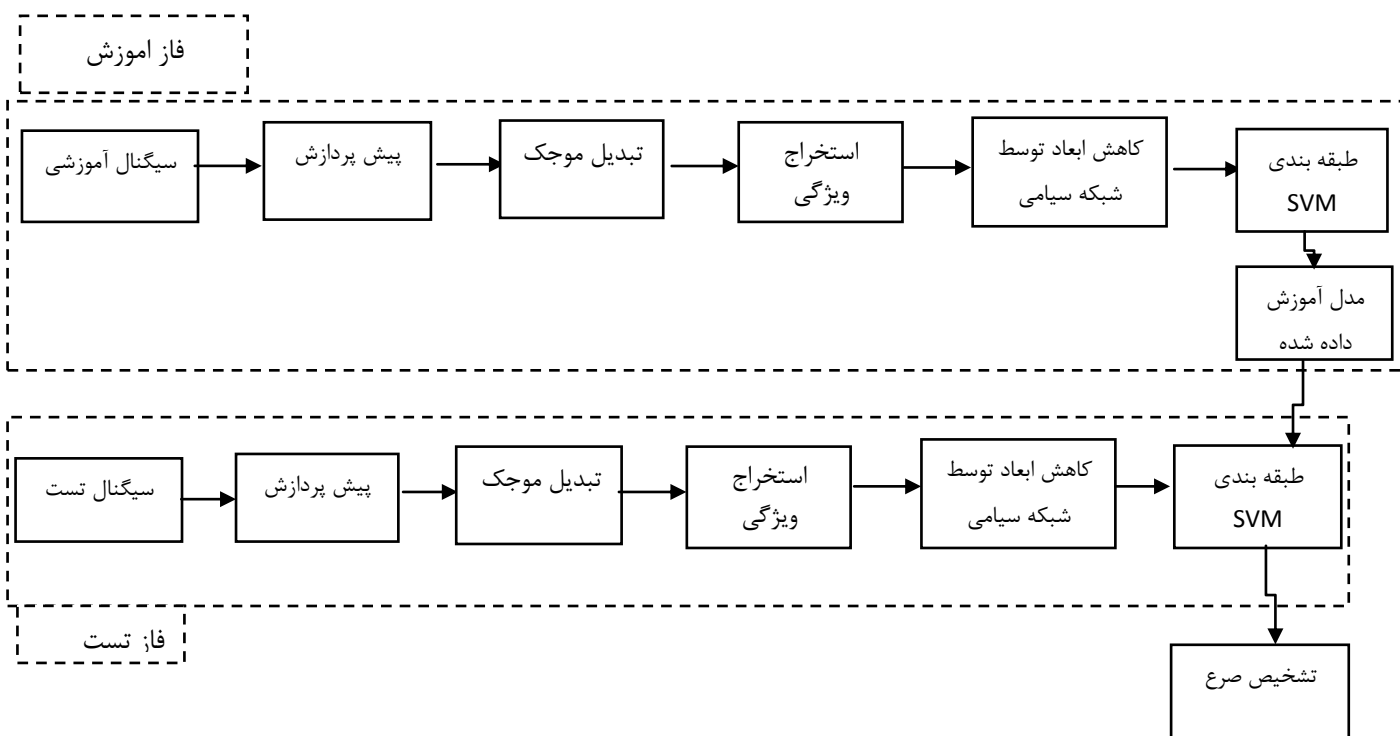 فاز اموزش
سیگنال آموزشی
پیش پردازش
تبدیل موجک
استخراج
ویژگی
کاهش ابعاد توسط
شبکه سیامی
طبقه بندی
SVM
مدل آموزش
داده شده
سیگنال تست
پیش پردازش
تبدیل موجک
استخراج
ویژگی
کاهش ابعاد توسط
شبکه سیامی
طبقه بندی
SVM
فاز تست
تشخیص صرع